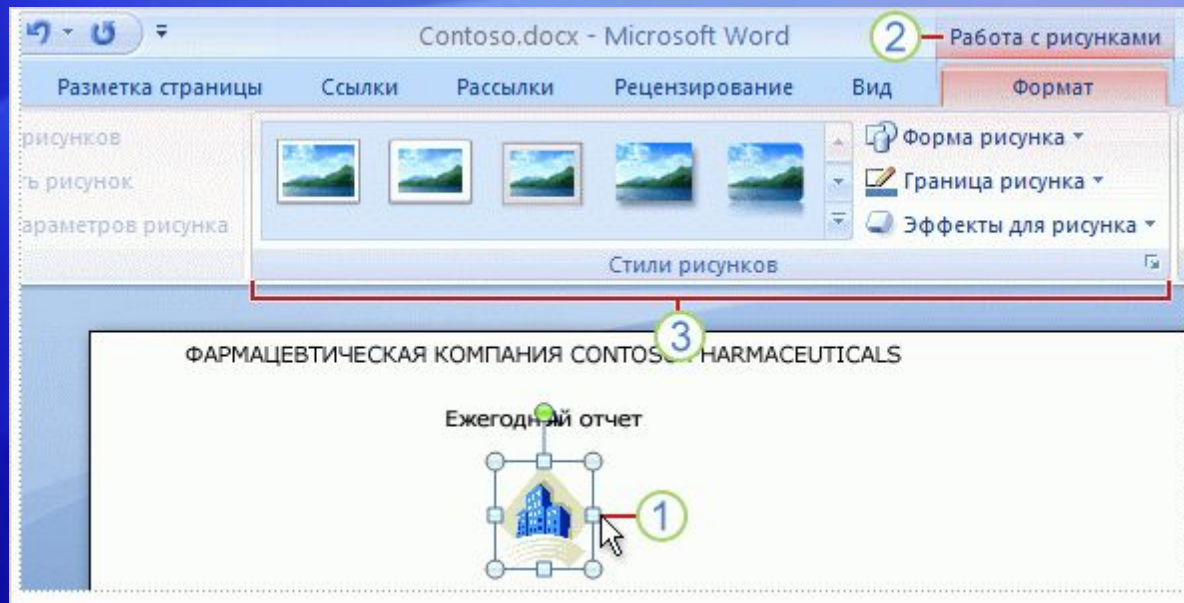 Contoso.docx - Microsoft Word
2
Работа с рисунками
Разметка страницы Ссылки Рассылки Рецензирование Вид Формат
рисунков
ть рисунок
араметров рисунка
Форма рисунка
Граница рисунка
Эффекты для рисунка
Стили рисунков
3
ФАРМАЦЕВТИЧЕСКАЯ КОМПАНИЯ CONTOSO PHARMACEUTICALS
Ежегодный отчет
1